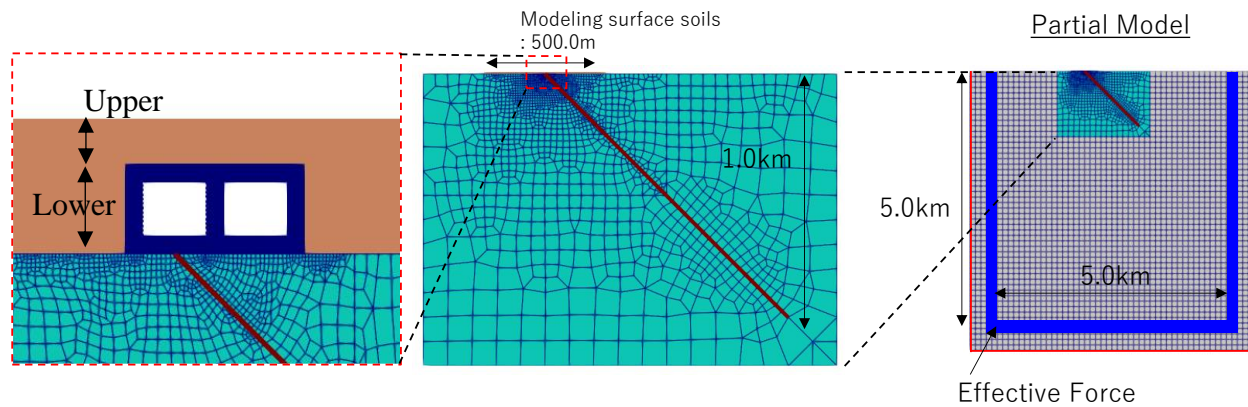 Modeling surface soils
: 500.0m
Partial Model
Upper
Lower
1.0km
5.0km
5.0km
Effective Force